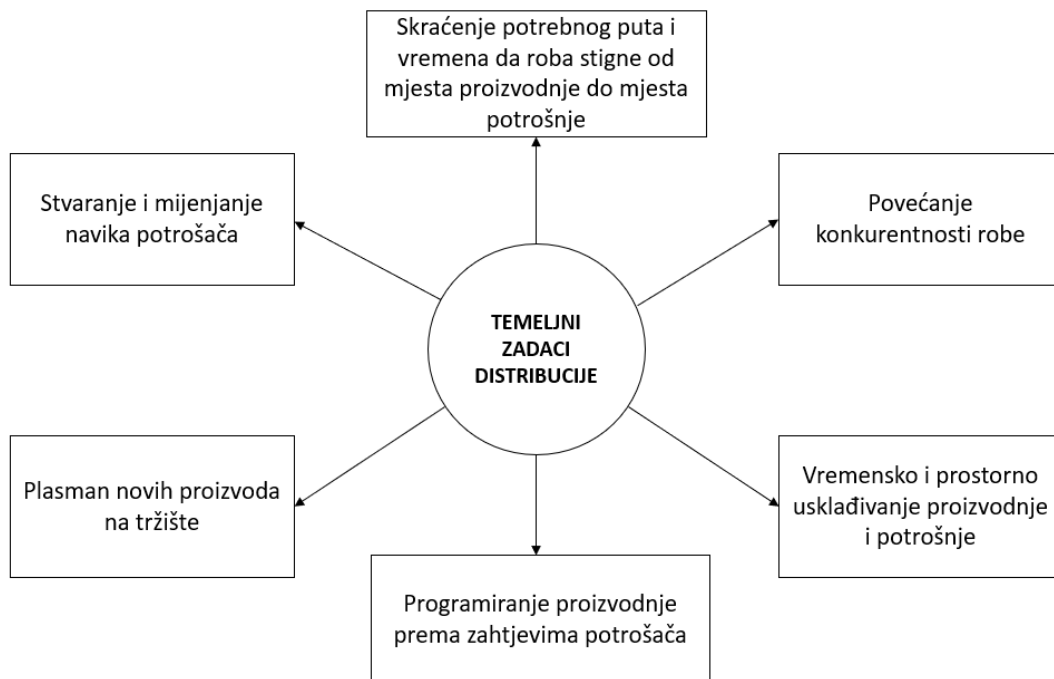 Skraćenje potrebnog puta i
vremena da roba stigne od
mjesta proizvodnje do mjesta
potrošnje
Stvaranje i mijenjanje
navika potrošača
Povećanje
konkurentnosti robe
TEMELJNI
ZADACI
DISTRIBUCIJE
Plasman novih proizvoda
na tržište
Vremensko i prostorno
usklađivanje proizvodnje
i potrošnje
Programiranje proizvodnje
prema zahtjevima potrošača